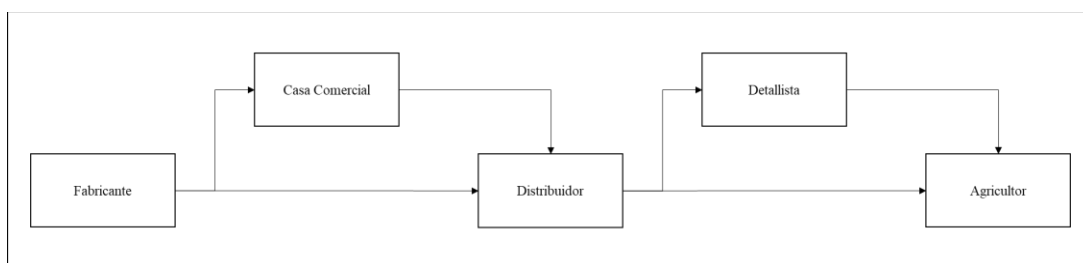 Casa Comercial
Detallista
Fabricante
Distribuidor
Agricultor